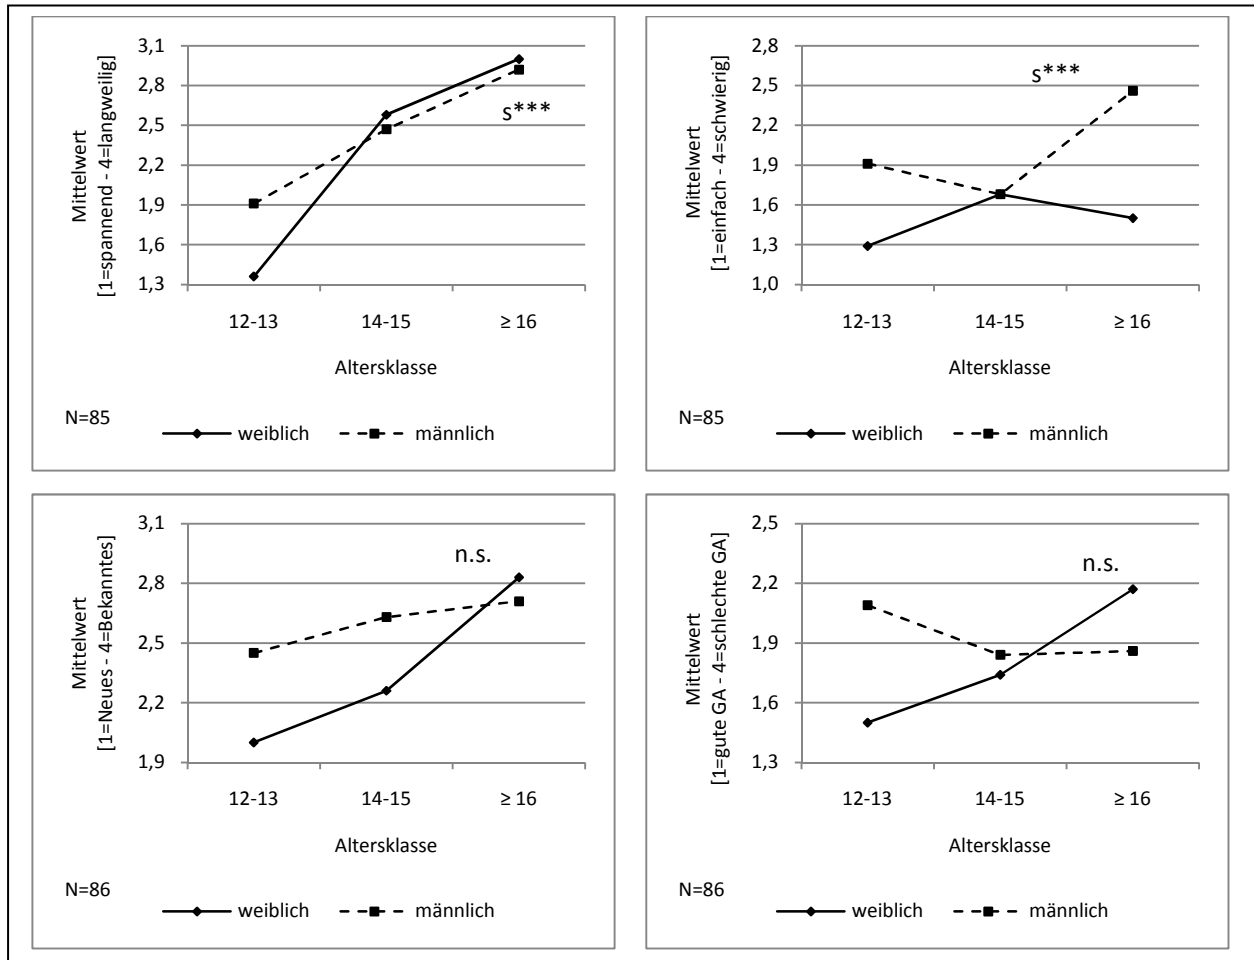 Mittelwert
[1=spannend - 4=langweilig]
3,1
2,8
2,5
2,2
1,9
1,6
1,3
s***
12-13 14-15 ≥ 16
Altersklasse
N=85
weiblich männlich
Mittelwert
[1=einfach - 4=schwierig]
2,8
2,5
2,2
1,9
1,6
1,3
1,0
s***
12-13 14-15 ≥ 16
Altersklasse
N=85
weiblich männlich
Mittelwert
[1=Neues - 4=Bekanntes]
3,1
2,8
2,5
2,2
1,9
n.s.
12-13 14-15 ≥ 16
Altersklasse
N=86
weiblich männlich
Mittelwert
[1=gute GA - 4=schlechte GA]
2,5
2,2
1,9
1,6
1,3
n.s.
12-13 14-15 ≥ 16
Altersklasse
N=86
weiblich männlich